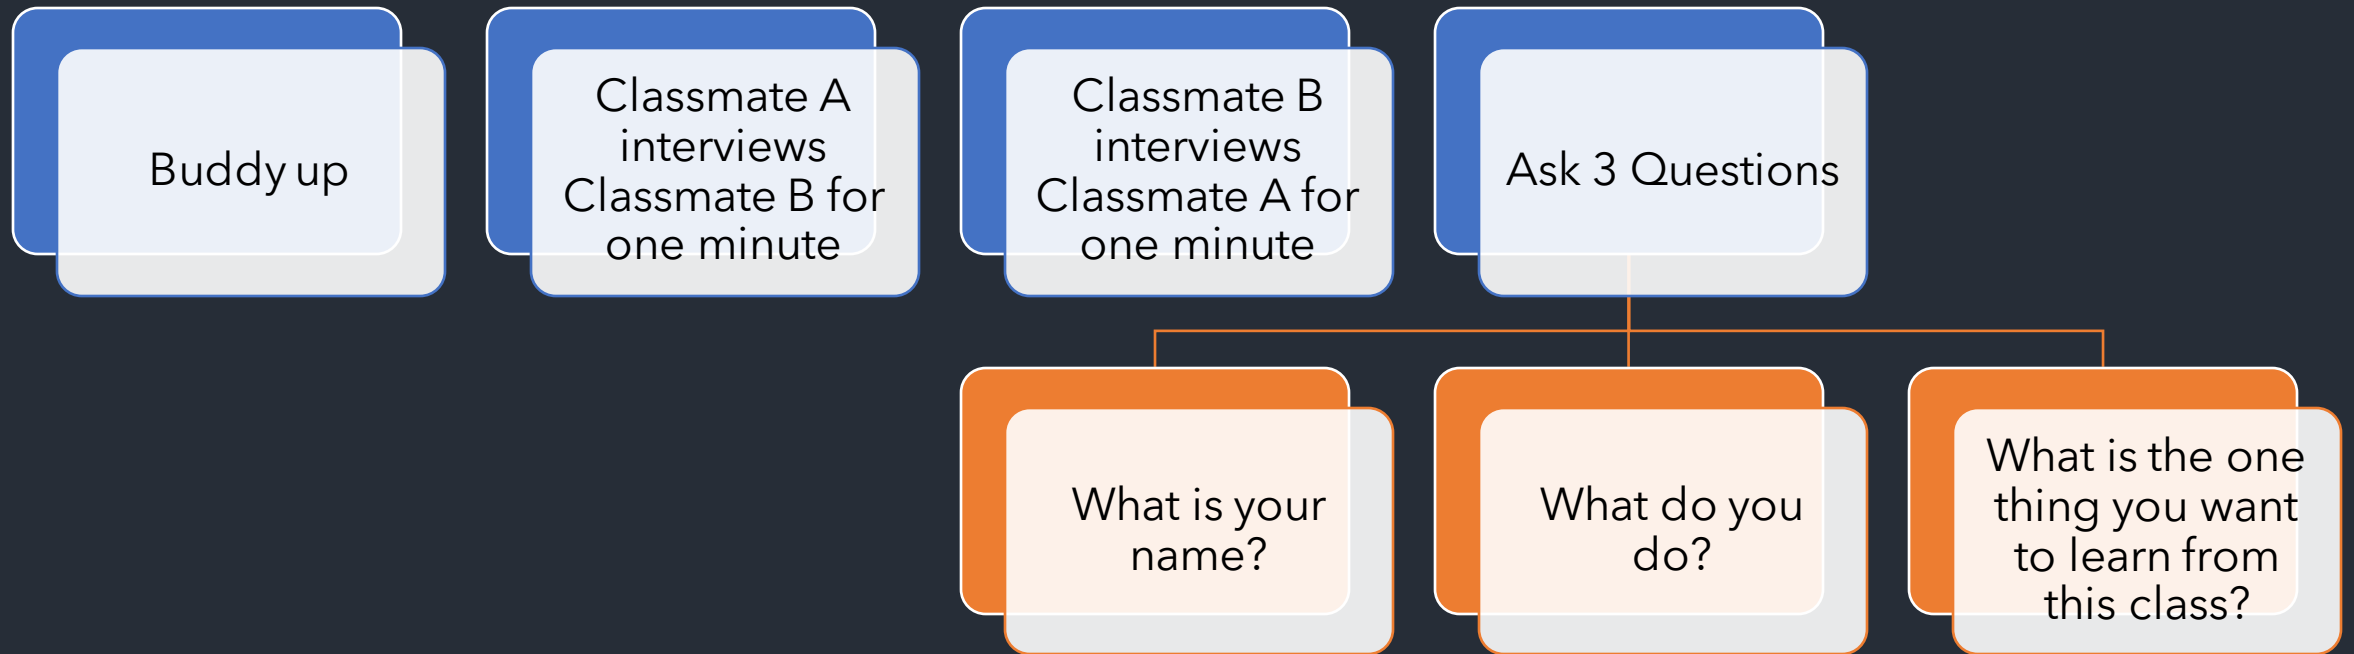 Buddy up
Classmate A
interviews
Classmate B for
one minute
Classmate B
interviews
Classmate A for
one minute
Ask 3 Questions
What is your
name?
What do you
do?
What is the one
thing you want
to learn from
this class?